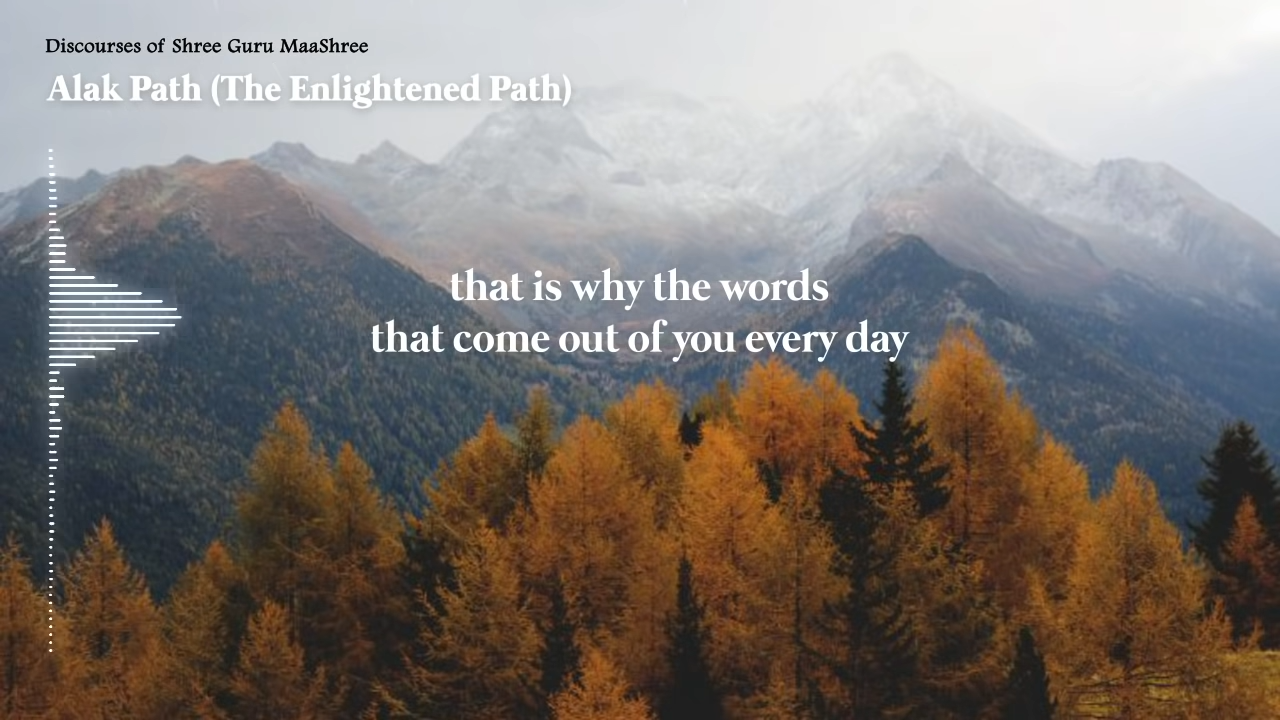 Discourses of Shree Guru MaaShree
Alak Path (The Enlightened Path)
that is why the words
that come out of you every day